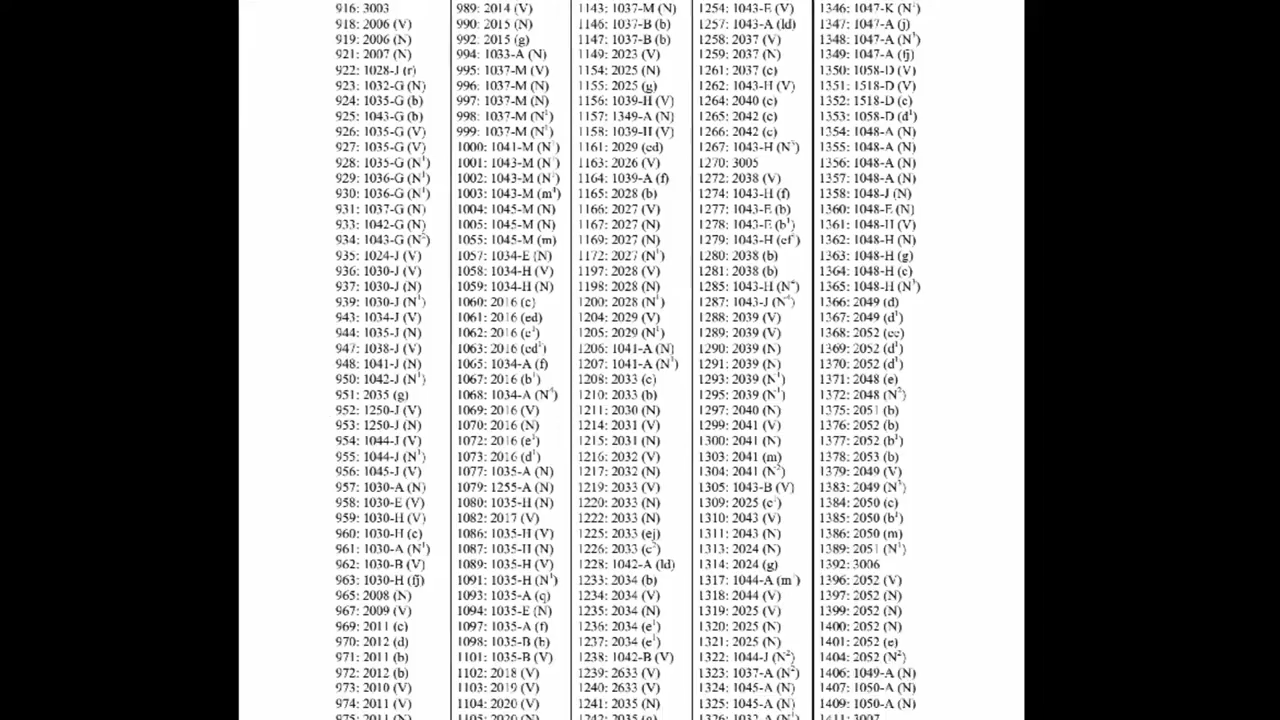 916: 3003
918: 2006 (V)
919: 2006 (N)
921: 2007 (N)
922: 1028-J (r)
923: 1032-G (N)
924: 1035-G (b)
925: 1043-G (b)
926: 1035-G (V)
927: 1035-G (V)
928: 1035-G (N¹)
929: 1036-G (N¹)
930: 1036-G (N¹)
931: 1037-G (N)
933: 1042-G (N)
934: 1043-G (N²)
935: 1024-J (V)
936: 1030-J (V)
937: 1030-J (N)
939: 1030-J (N¹)
943: 1034-J (V)
944: 1035-J (N)
947: 1038-J (V)
948: 1041-J (N)
950: 1042-J (N¹)
951: 2035 (g)
952: 1250-J (V)
953: 1250-J (N)
954: 1044-J (V)
955: 1044-J (N¹)
956: 1045-J (V)
957: 1030-A (N)
958: 1030-E (V)
959: 1030-H (V)
960: 1030-H (c)
961: 1030-A (N¹)
962: 1030-B (V)
963: 1030-H (fj)
965: 2008 (N)
967: 2009 (V)
969: 2011 (c)
970: 2012 (d)
971: 2011 (b)
972: 2012 (b)
973: 2010 (V)
974: 2011 (V)
975: 2011 (N)
989: 2014 (V)
990: 2015 (N)
992: 2015 (g)
994: 1033-A (N)
995: 1037-M (V)
996: 1037-M (N)
997: 1037-M (N)
998: 1037-M (N¹)
999: 1037-M (N¹)
1000: 1041-M
1001: 1043-M
1002: 1043-M
1003: 1043-M (m¹)
1004: 1045-M (N)
1005: 1045-M (N)
1055: 1045-M (m)
1057: 1034-E (N)
1058: 1034-H (V)
1059: 1034-H (N)
1060: 2016 (c)
1061: 2016 (ed)
1062: 2016 (c¹)
1063: 2016 (cd¹)
1065: 1034-A (f)
1067: 2016 (b¹)
1068: 1034-A (N⁴)
1069: 2016 (V)
1070: 2016 (N)
1072: 2016 (e³)
1073: 2016 (d¹)
1077: 1035-A (N)
1079: 1255-A (N)
1080: 1035-H (N)
1082: 2017 (V)
1086: 1035-H (V)
1087: 1035-H (N)
1089: 1035-H (V)
1091: 1035-H (N¹)
1093: 1035-A (q)
1094: 1035-E (N)
1097: 1035-A (f)
1098: 1035-B (b)
1101: 1035-B (V)
1102: 2018 (V)
1103: 2019 (V)
1104: 2020 (V)
1105: 2020 (N)
1143: 1037-M (N)
1146: 1037-B (b)
1147: 1037-B (b)
1149: 2023 (V)
1154: 2025 (N)
1155: 2025 (g)
1156: 1039-H (V)
1157: 1349-A (N)
1158: 1039-H (V)
1161: 2029 (cd)
1163: 2026 (V)
1164: 1039-A (f)
1165: 2028 (b)
1166: 2027 (V)
1167: 2027 (N)
1169: 2027 (N)
1172: 2027 (N¹)
1197: 2028 (V)
1198: 2028 (N)
1200: 2028 (N¹)
1204: 2029 (V)
1205: 2029 (N¹)
1206: 1041-A (N)
1207: 1041-A (N³)
1208: 2033 (c)
1210: 2033 (b)
1211: 2030 (N)
1214: 2031 (V)
1215: 2031 (N)
1216: 2032 (V)
1217: 2032 (N)
1219: 2033 (V)
1220: 2033 (N)
1222: 2033 (N)
1225: 2033 (ej)
1226: 2033 (c²)
1228: 1042-A (ld)
1233: 2034 (b)
1234: 2034 (V)
1235: 2034 (N)
1236: 2034 (e¹)
1237: 2034 (e¹)
1238: 1042-B (V)
1239: 2633 (V)
1240: 2633 (V)
1241: 2035 (N)
1242: 2035 (g)
1254: 1043-E (V)
1257: 1043-A (ld)
1258: 2037 (V)
1259: 2037 (N)
1261: 2037 (c)
1262: 1043-H (V)
1264: 2040 (c)
1265: 2042 (c)
1266: 2042 (c)
1267: 1043-H (N³)
1270: 3005
1272: 2038 (V)
1274: 1043-H (f)
1277: 1043-E (b)
1278: 1043-E (b¹)
1279: 1043-H (cf²)
1280: 2038 (b)
1281: 2038 (b)
1285: 1043-H (N⁴)
1287: 1043-J (N⁴)
1288: 2039 (V)
1289: 2039 (V)
1290: 2039 (N)
1291: 2039 (N)
1293: 2039 (N¹)
1295: 2039 (N¹)
1297: 2040 (N)
1299: 2041 (V)
1300: 2041 (N)
1303: 2041 (m)
1304: 2041 (N²)
1305: 1043-B (V)
1309: 2025
1310: 2043 (V)
1311: 2043 (N)
1313: 2024 (N)
1314: 2024 (g)
1317: 1044-A
1318: 2044 (V)
1319: 2025 (V)
1320: 2025 (N)
1321: 2025 (N)
1322: 1044-J (N²)
1323: 1037-A (N²)
1324: 1045-A (N)
1325: 1045-A (N)
1326: 1032-A (N¹)
1346: 1047-K
1347: 1047-A (j)
1348: 1047-A (N³)
1349: 1047-A (fj)
1350: 1058-D (V)
1351: 1518-D (V)
1352: 1518-D (c)
1353: 1058-D (d¹)
1354: 1048-A (N)
1355: 1048-A (N)
1356: 1048-A (N)
1357: 1048-A (N)
1358: 1048-J (N)
1360: 1048-E (N)
1361: 1048-H (V)
1362: 1048-H (N)
1363: 1048-H (g)
1364: 1048-H (c)
1365: 1048-H (N³)
1366: 2049 (d)
1367: 2049 (d¹)
1368: 2052 (cc)
1369: 2052 (d¹)
1370: 2052 (d¹)
1371: 2048 (e)
1372: 2048 (N²)
1375: 2051 (b)
1376: 2052 (b)
1377: 2052 (b¹)
1378: 2053 (b)
1379: 2049 (V)
1383: 2049 (N³)
1384: 2050 (c)
1385: 2050 (b¹)
1386: 2050 (m)
1389: 2051 (N¹)
1392: 3006
1396: 2052 (V)
1397: 2052 (N)
1399: 2052 (N)
1400: 2052 (N)
1401: 2052 (e)
1404: 2052 (N²)
1406: 1049-A (N)
1407: 1050-A (N)
1409: 1050-A (N)
1411: 3007